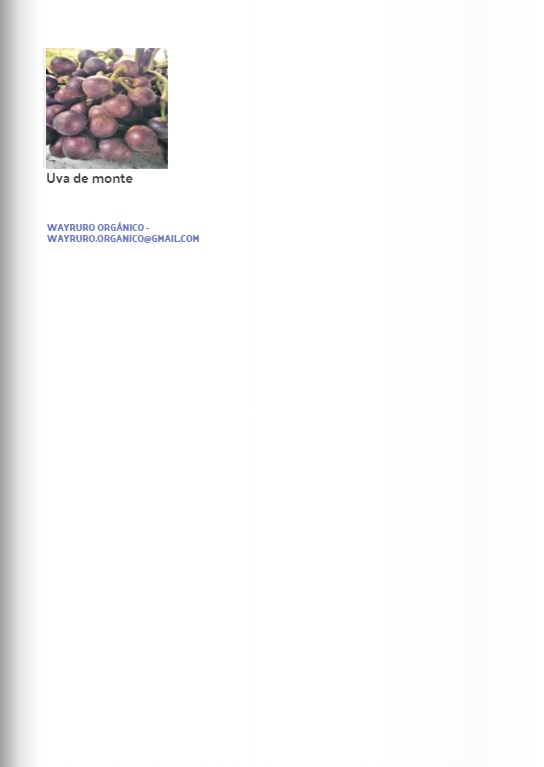 Uva de monte
WAYRURO ORGÁNICO -
WAYRURO.ORGANICO@GMAIL.COM